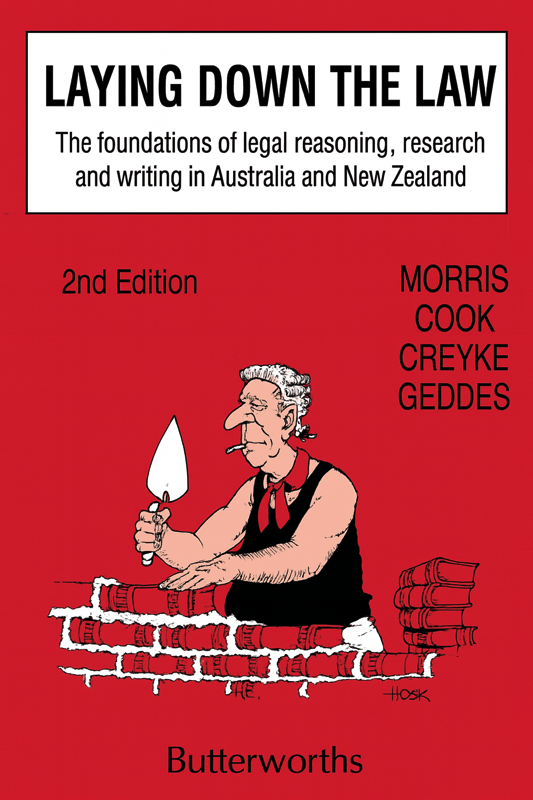 LAYING DOWN THE LAW
The foundations of legal reasoning, research
and writing in Australia and New Zealand
2nd Edition
MORRIS
COOK
CREYKE
GEDDES
HOSK
Butterworths